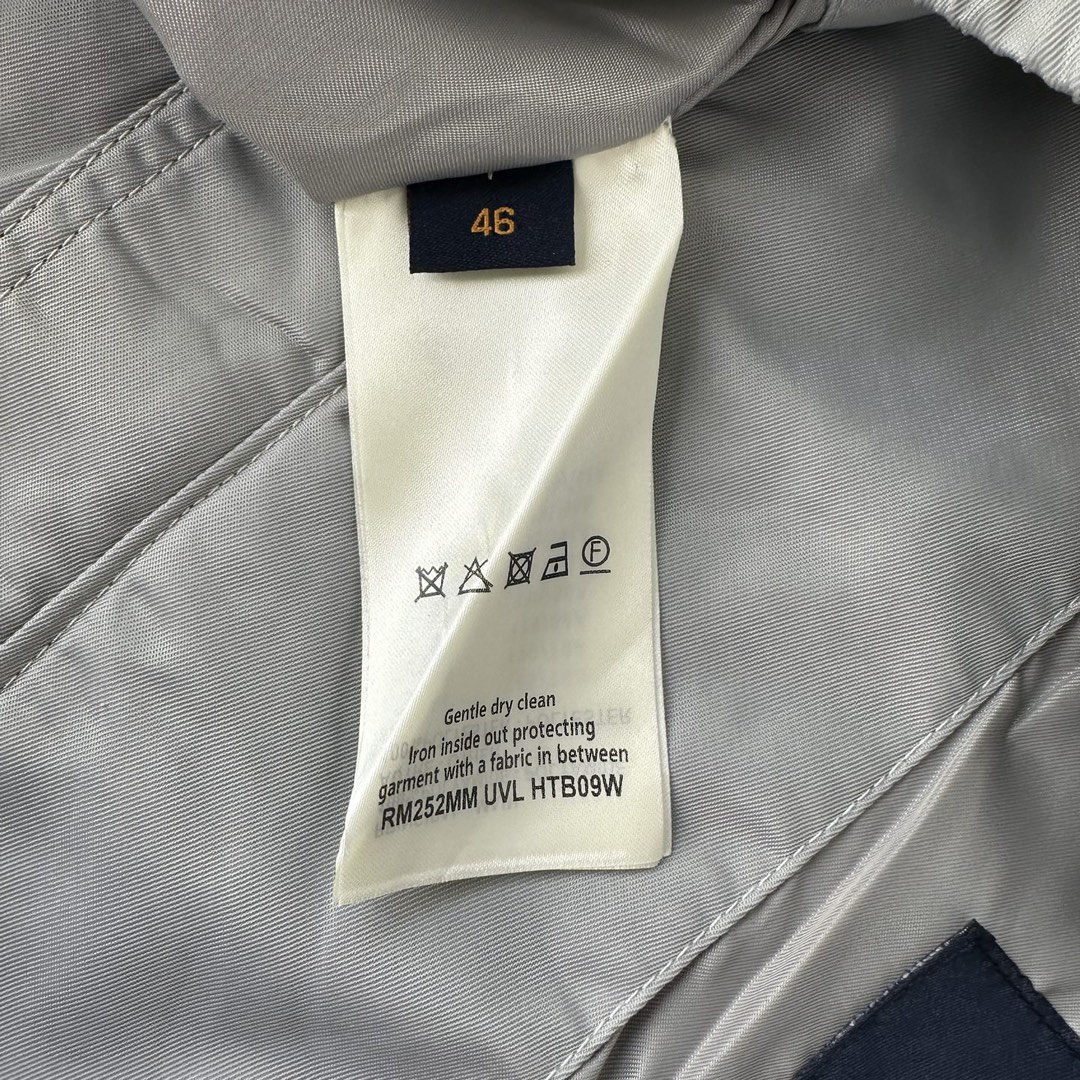 46
F
Gentle dry clean
Iron inside out protecting
garment with a fabric in between
RM252MM UVL HTB09W